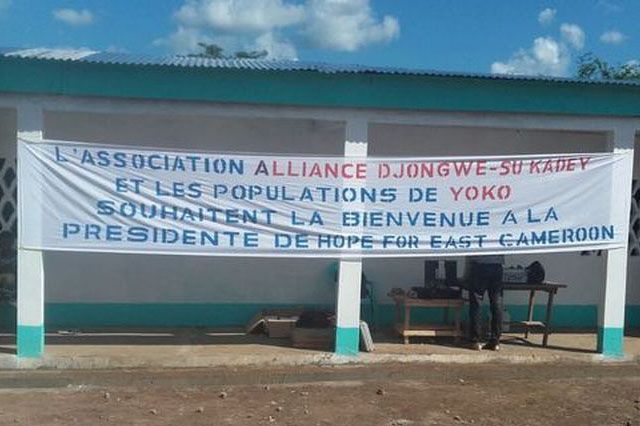 L'ASSOCIATION ALLIANCE DJONGWE-SU KADEY
ET LES POPULATIONS DE YOKO
SOUHAITENT LA BIENVENUE A LA
PRESIDENTE DE HOPE FOR EAST CAMEROON